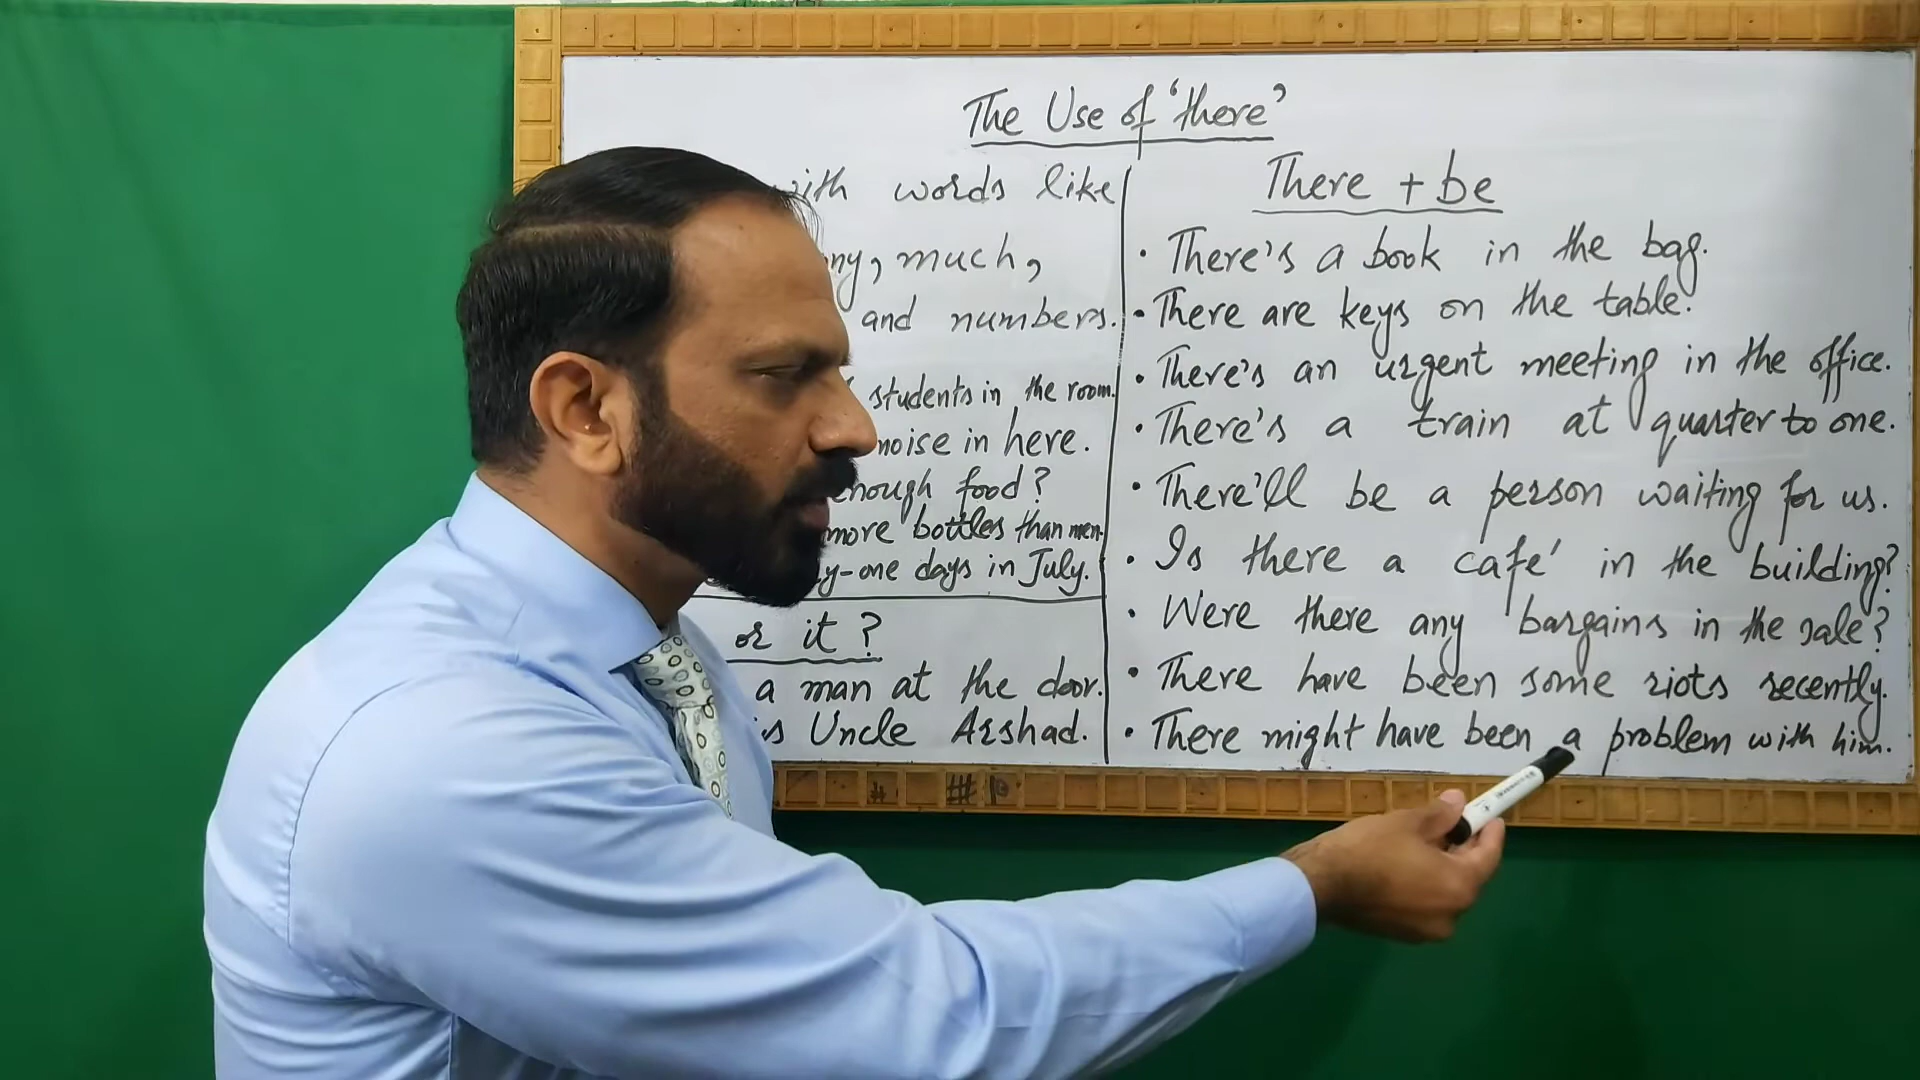 The Use of 'there'
with words like
much,
and numbers.
students in the room.
noise in here.
enough food?
more bottles than men.
-one days in July.
or it?
a man at the door.
is Uncle Arshad.
There + be
• There's a book in the bag.
• There are keys on the table.
• There's an urgent meeting in the office.
• There's a train at quarter to one.
• There'll be a person waiting for us.
• Is there a café in the building?
• Were there any bargains in the sale?
• There have been some riots recently.
• There might have been a problem with him.